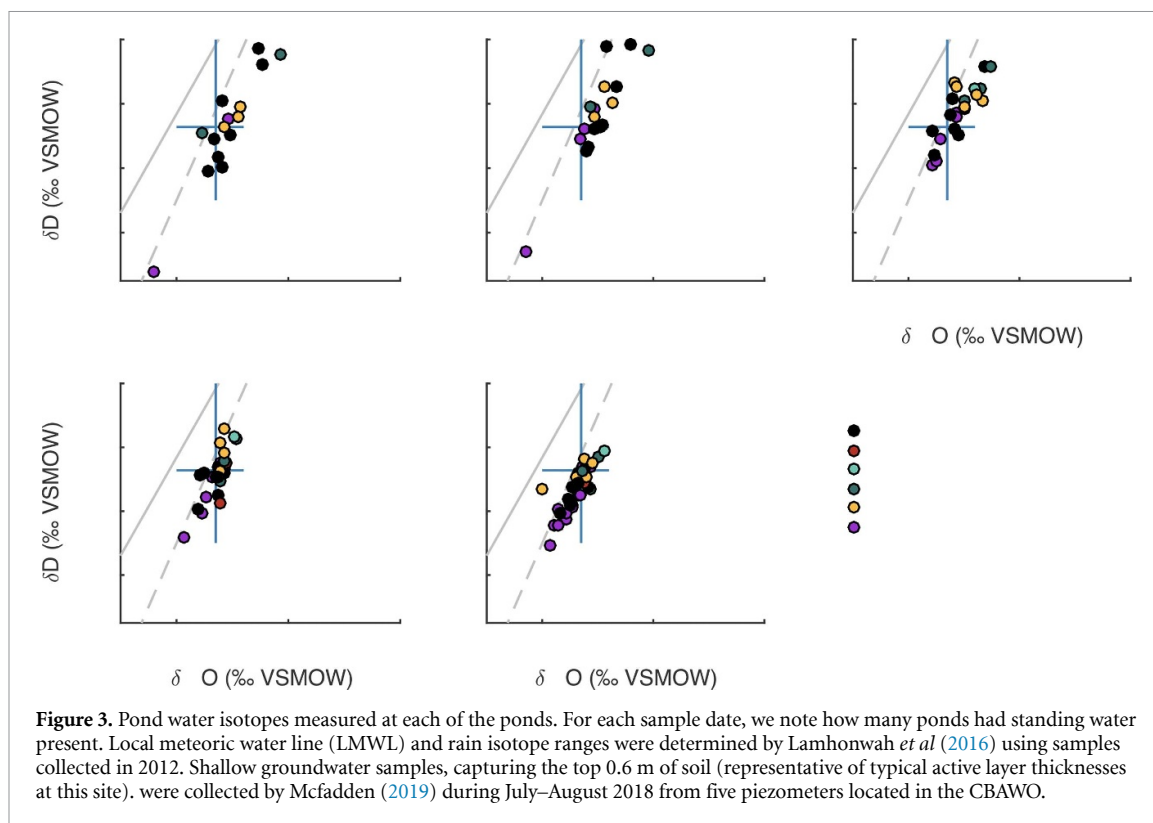 δD (‰ VSMOW)
δ O (‰ VSMOW)
δD (‰ VSMOW)
δ O (‰ VSMOW)
δ O (‰ VSMOW)
Figure 3. Pond water isotopes measured at each of the ponds. For each sample date, we note how many ponds had standing water
present. Local meteoric water line (LMWL) and rain isotope ranges were determined by Lamhonwah et al (2016) using samples
collected in 2012. Shallow groundwater samples, capturing the top 0.6 m of soil (representative of typical active layer thicknesses
at this site). were collected by Mcfadden (2019) during July–August 2018 from five piezometers located in the CBAWO.